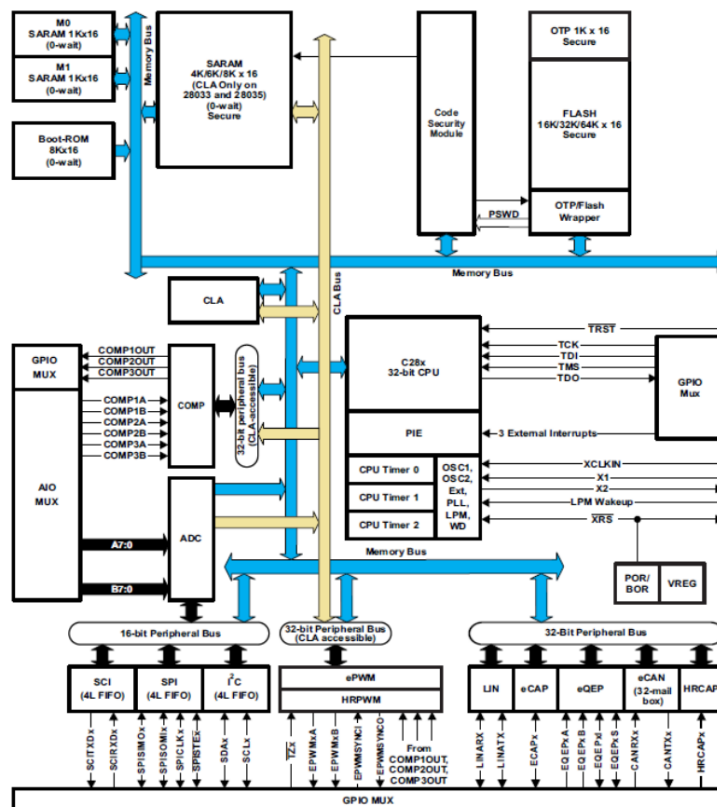 M0
SARAM 1Kx16
(0-wait)
M1
SARAM 1Kx16
(0-wait)
Boot-ROM
8Kx16
(0-wait)
Memory Bus
SARAM
4K/6K/8K x 16
(CLA Only on
28033 and 28035)
(0-wait)
Secure
Code
Security
Module
OTP 1K x 16
Secure
FLASH
16K/32K/64K x 16
Secure
PSWD
OTP/Flash
Wrapper
Memory Bus
CLA
CLA Bus
GPIO
MUX
COMP1OUT
COMP2OUT
COMP3OUT
AIO
MUX
COMP1A
COMP1B
COMP2A
COMP2B
COMP3A
COMP3B
COMP
32-bit peripheral bus
(CLA-accessible)
A7:0
B7:0
ADC
C28x
32-bit CPU
PIE
CPU Timer 0
CPU Timer 1
CPU Timer 2
OSC1,
OSC2,
Ext,
PLL,
LPM,
WD
TRST
TCK
TDI
TMS
TDO
GPIO
Mux
3 External Interrupts
XCLKIN
X1
X2
LPM Wakeup
XRS
POR/
BOR
VREG
Memory Bus
16-bit Peripheral Bus
32-bit Peripheral Bus
(CLA accessible)
32-Bit Peripheral Bus
SCI
(4L FIFO)
SPI
(4L FIFO)
I2C
(4L FIFO)
ePWM
HRPWM
LIN
eCAP
eQEP
eCAN
(32-mail
box)
HRCAP
SCITXDx
SCIRXDx
SPISIMOx
SPISOMIx
SPICLKx
SPISTEx
SDAx
SCLx
TZx
EPWMxA
EPWMxB
EPWMSYNCI
EPWMSYNCO
From
COMP1OUT,
COMP2OUT,
COMP3OUT
LINARX
LINATX
ECAPx
EQEPxA
EQEPxB
EQEPxI
EQEPxS
CANRXx
CANTXx
HRCAPx
GPIO MUX